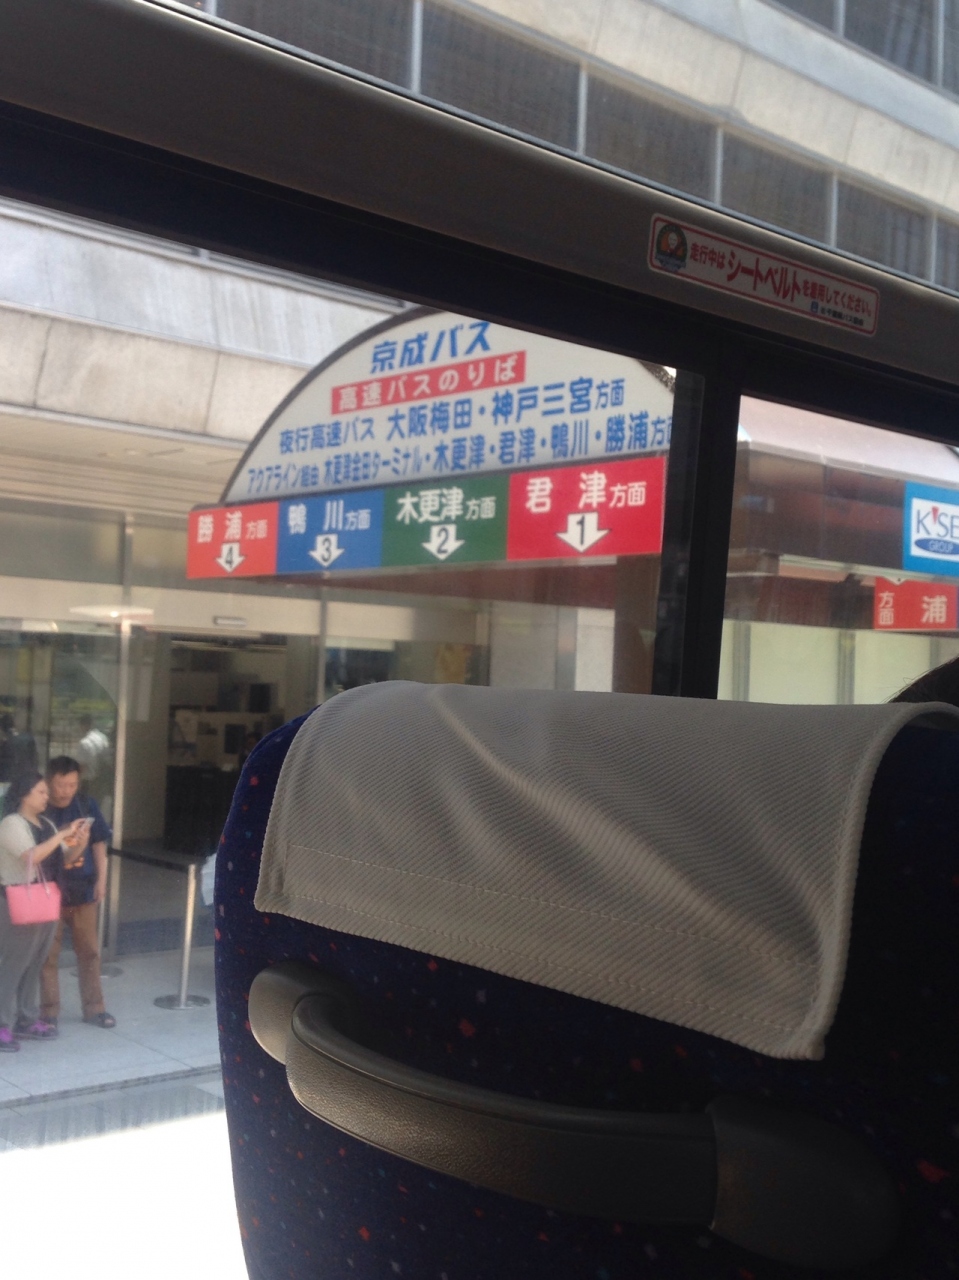 走行中はシートベルトを着用してください。
京成バス
高速バスのりば
夜行高速バス 大阪梅田・神戸三宮方面
アクアライン経由 木更津金田ターミナル・木更津・君津・鴨川・勝浦方面
勝浦方面 鴨川方面 木更津方面 君津方面
4 3 2 1
K'SE
GROUP
方面 浦